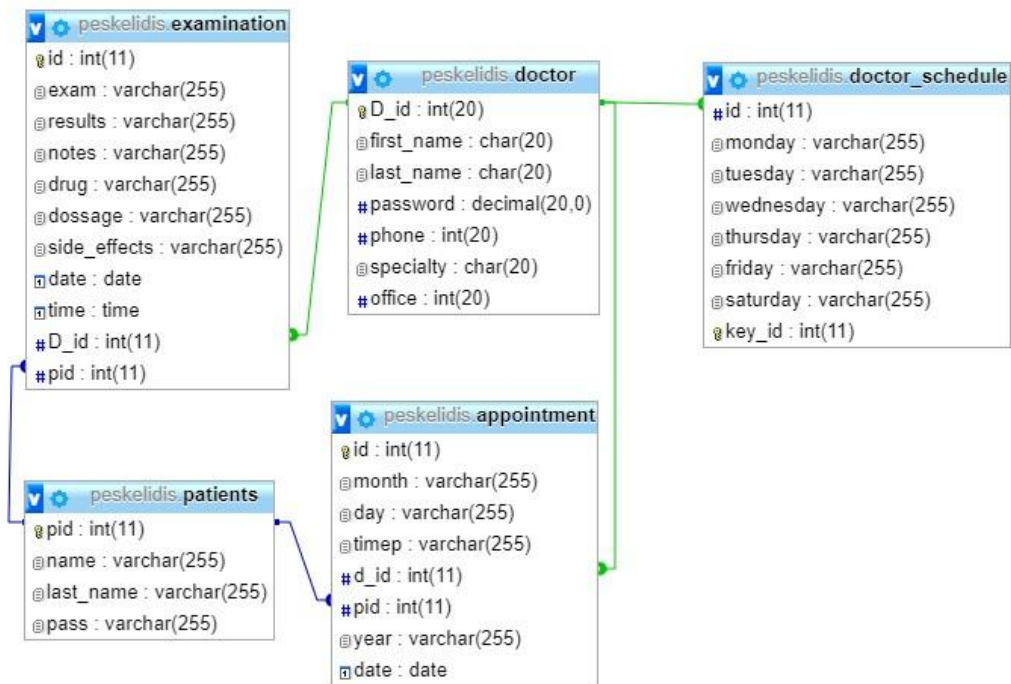 peskelidis.examination
id : int(11)
exam : varchar(255)
results : varchar(255)
notes : varchar(255)
drug : varchar(255)
dossage : varchar(255)
side_effects : varchar(255)
date : date
time : time
#D_id : int(11)
#pid : int(11)
peskelidis.doctor
D_id : int(20)
first_name : char(20)
last_name : char(20)
#password : decimal(20,0)
#phone : int(20)
specialty : char(20)
#office : int(20)
peskelidis.doctor_schedule
#id : int(11)
monday : varchar(255)
tuesday : varchar(255)
wednesday : varchar(255)
thursday : varchar(255)
friday : varchar(255)
saturday : varchar(255)
key_id : int(11)
peskelidis.patients
pid : int(11)
name : varchar(255)
last_name : varchar(255)
pass : varchar(255)
peskelidis.appointment
id : int(11)
month : varchar(255)
day : varchar(255)
timep : varchar(255)
#d_id : int(11)
#pid : int(11)
year : varchar(255)
date : date